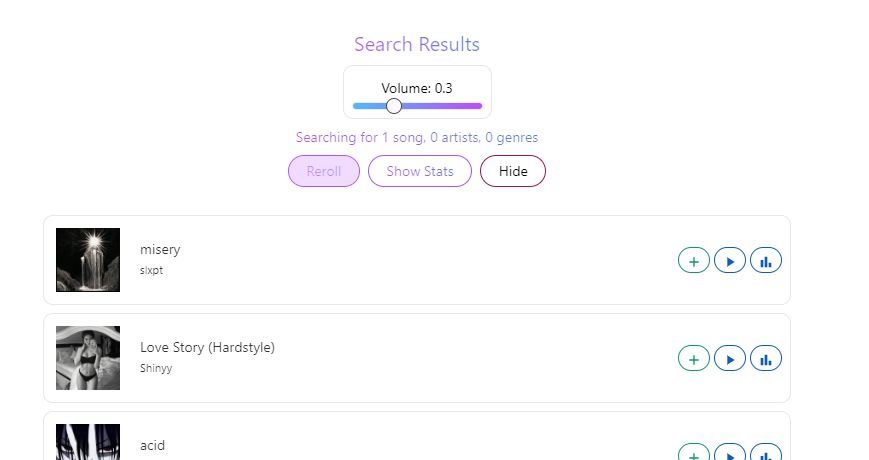 Search Results
Volume: 0.3
Searching for 1 song, 0 artists, 0 genres
Reroll Show Stats Hide
misery
slxpt
Love Story (Hardstyle)
Shinyy
acid